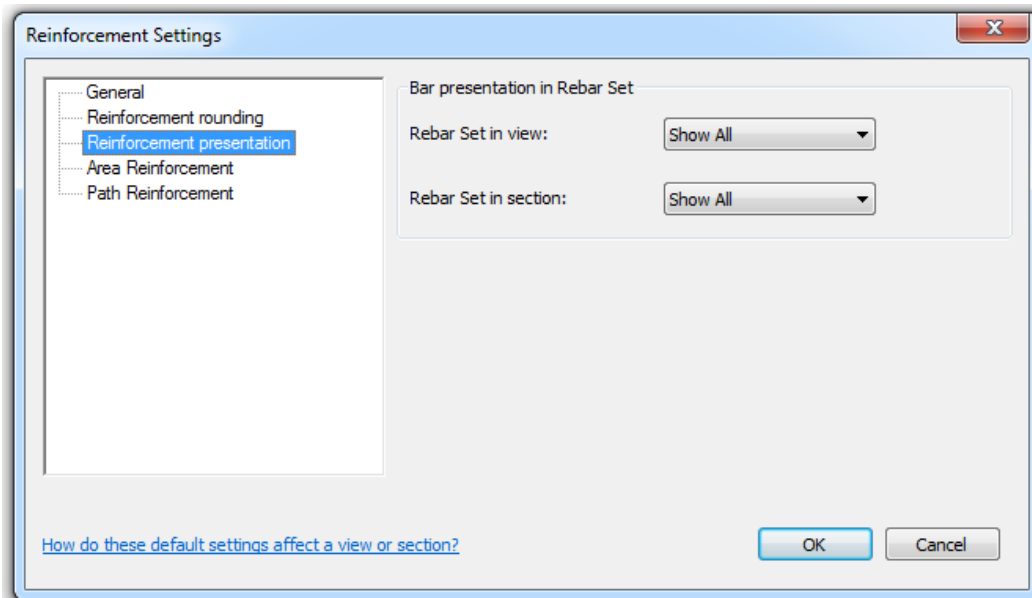 Reinforcement Settings
General
Reinforcement rounding
Reinforcement presentation
Area Reinforcement
Path Reinforcement
Bar presentation in Rebar Set
Rebar Set in view: Show All
Rebar Set in section: Show All
How do these default settings affect a view or section?
OK Cancel